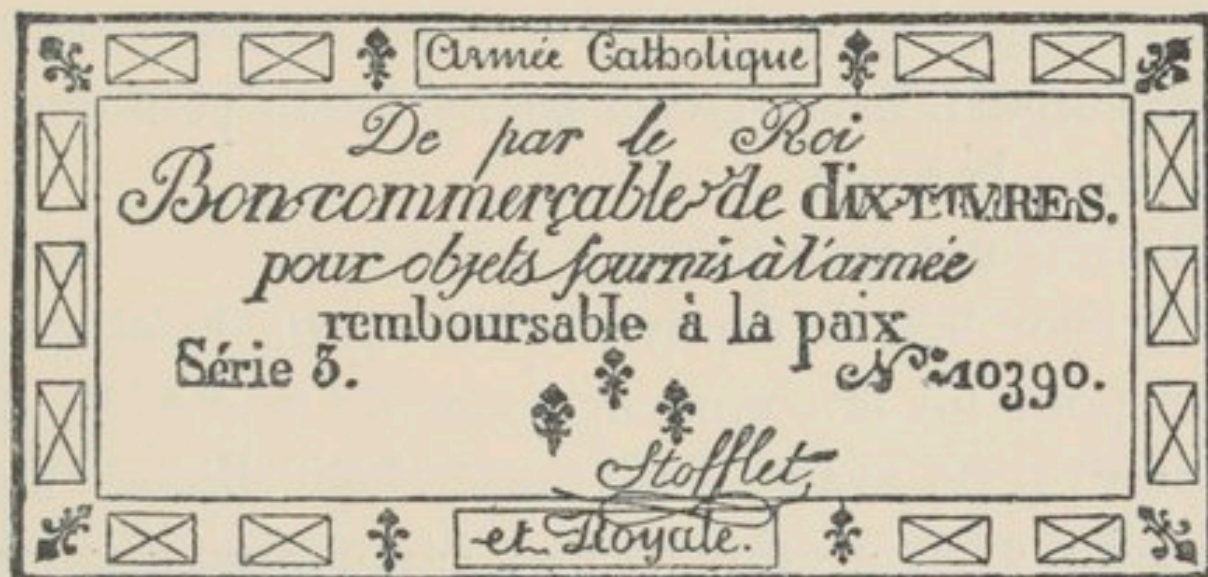 Armée Catholique
De par le Roi
Bon commerçable de dix LIVRES.
pour objets fournis à l'armée
remboursable à la paix
Série 3. N.º 10390.
Stofflet
et Royale.